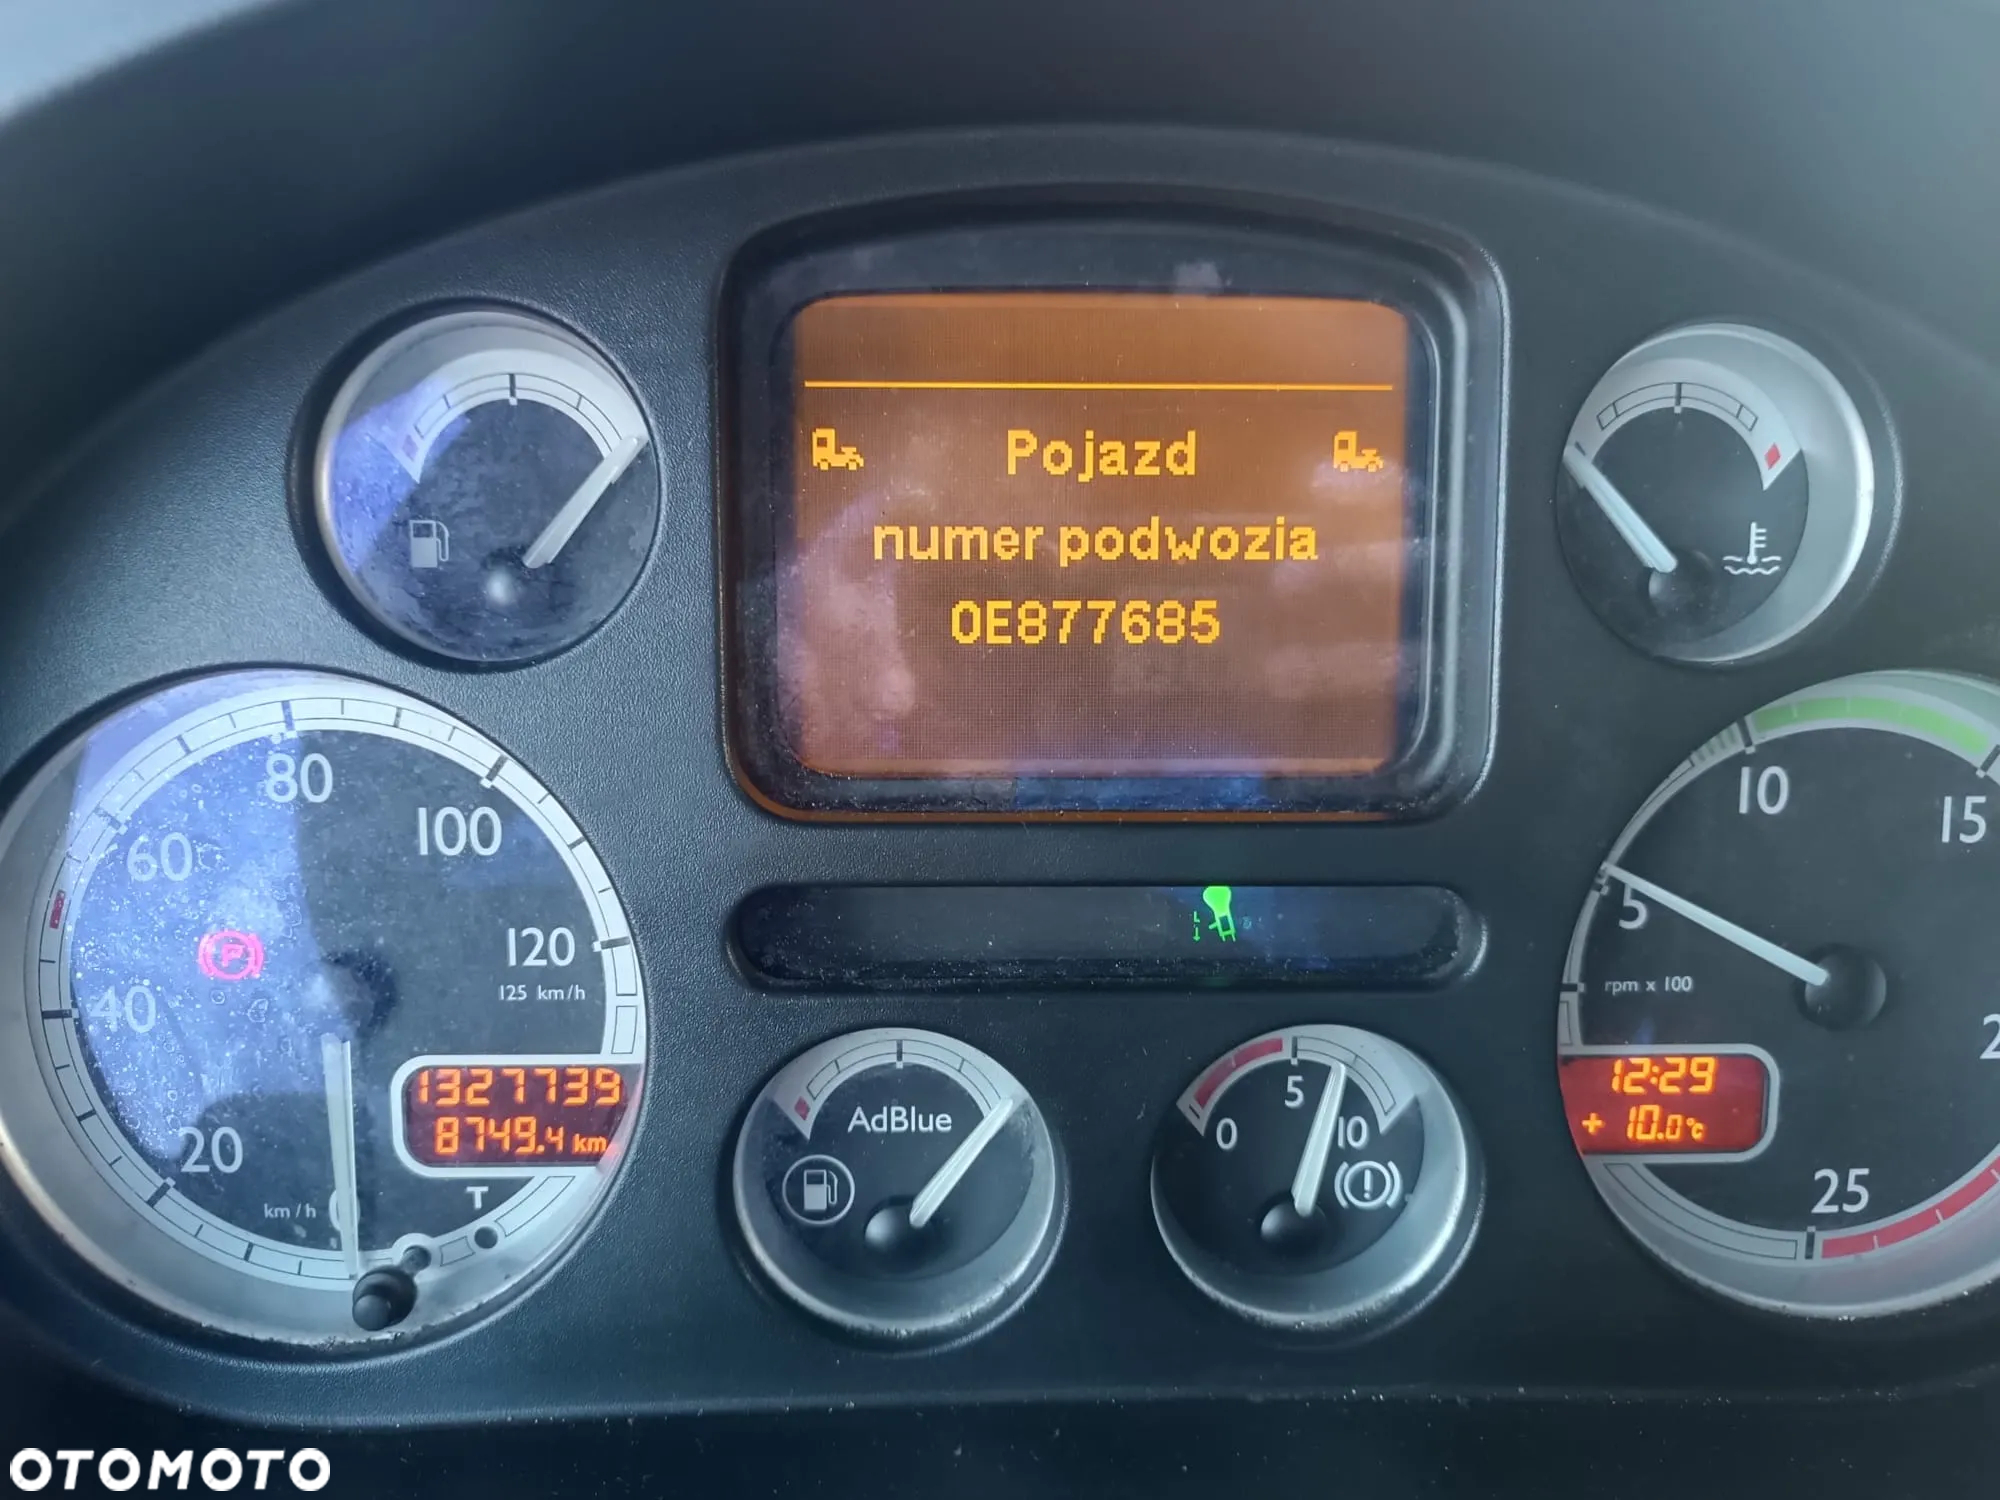 Pojazd
numer podwozia
0E877685
80
100
60
120
125 km/h
40
20
km/h
0
P
1327739
8749.4 km
T
AdBlue
0
5
10
10
15
5
rpm x 100
12:29
+ 10.0°C
25
OTOMOTO